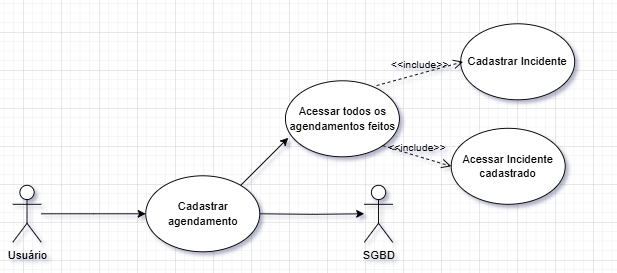 <<include>>
Cadastrar Incidente
Acessar todos os
agendamentos feitos
<<include>>
Acessar Incidente
cadastrado
Cadastrar
agendamento
Usuário
SGBD